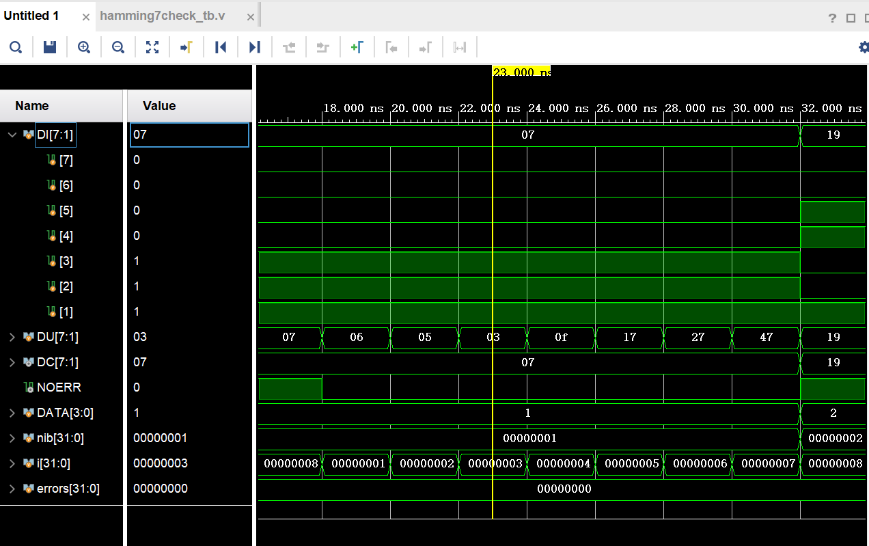 Untitled 1 × hamming7check_tb.v ×
?
23.000 ns
Name Value
18.000 ns 20.000 ns 22.000 ns 24.000 ns 26.000 ns 28.000 ns 30.000 ns 32.000 ns
DI[7:1] 07 07 19
[7] 0
[6] 0
[5] 0
[4] 0
[3] 1
[2] 1
[1] 1
DU[7:1] 03 07 06 05 03 0f 17 27 47 19
DC[7:1] 07 07 19
NOERR 0
DATA[3:0] 1 1 2
nib[31:0] 00000001 00000001 00000002
i[31:0] 00000003 00000008 00000001 00000002 00000003 00000004 00000005 00000006 00000007 00000008
errors[31:0] 00000000 00000000